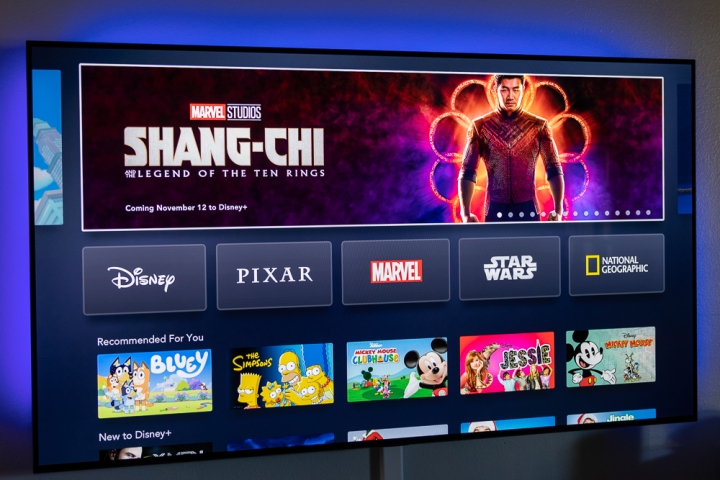 MARVEL STUDIOS
SHANG-CHI
AND THE LEGEND OF THE TEN RINGS
Coming November 12 to Disney+
Disney
PIXAR
MARVEL
STAR WARS
NATIONAL GEOGRAPHIC
Recommended For You
BLUEY
THE SIMPSONS
Junior
MICKEY MOUSE
CLUBHOUSE
JESSIE
Disney
MICKEY MOUSE
New to Disney+
Jingle